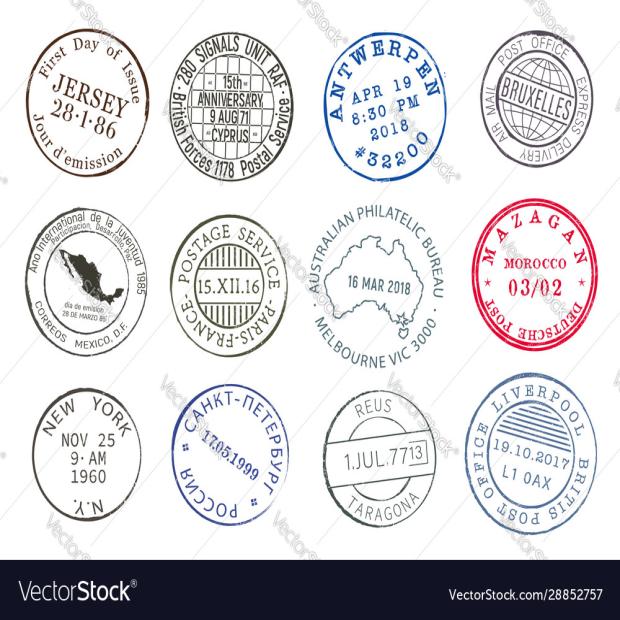 First Day of Issue
JERSEY
28·1·86
Jour d'emission
· 280 SIGNALS UNIT RAF ·
15th
ANNIVERSARY
9 AUG 71
CYPRUS
British Forces 1178 Postal Service
ANTWERPEN
APR 19
8:30 PM
2018
#32200
POST OFFICE
EXPRESS DELIVERY
AIR MAIL
BRUXELLES
Ano International de la Juventud 1985
Participacion, Desarrollo, Paz
dia de emision
28 DE MARZO 85
CORREOS MEXICO, D.F.
POSTAGE SERVICE
15.XII.16
PARIS-FRANCE
AUSTRALIAN PHILATELIC BUREAU
16 MAR 2018
· MELBOURNE VIC 3000 ·
MAZAGAN
MOROCCO
03/02
DEUTSCHE POST
NEW YORK
NOV 25
9·AM
1960
N.Y.
САНКТ-ПЕТЕРБУРГ
17.05.1999
РОССИЯ
REUS
1.JUL.77 13
TARAGONA
LIVERPOOL
19.10.2017
L1 0AX
BRITIS POST OFFICE
VectorStock®
VectorStock.com/28852757